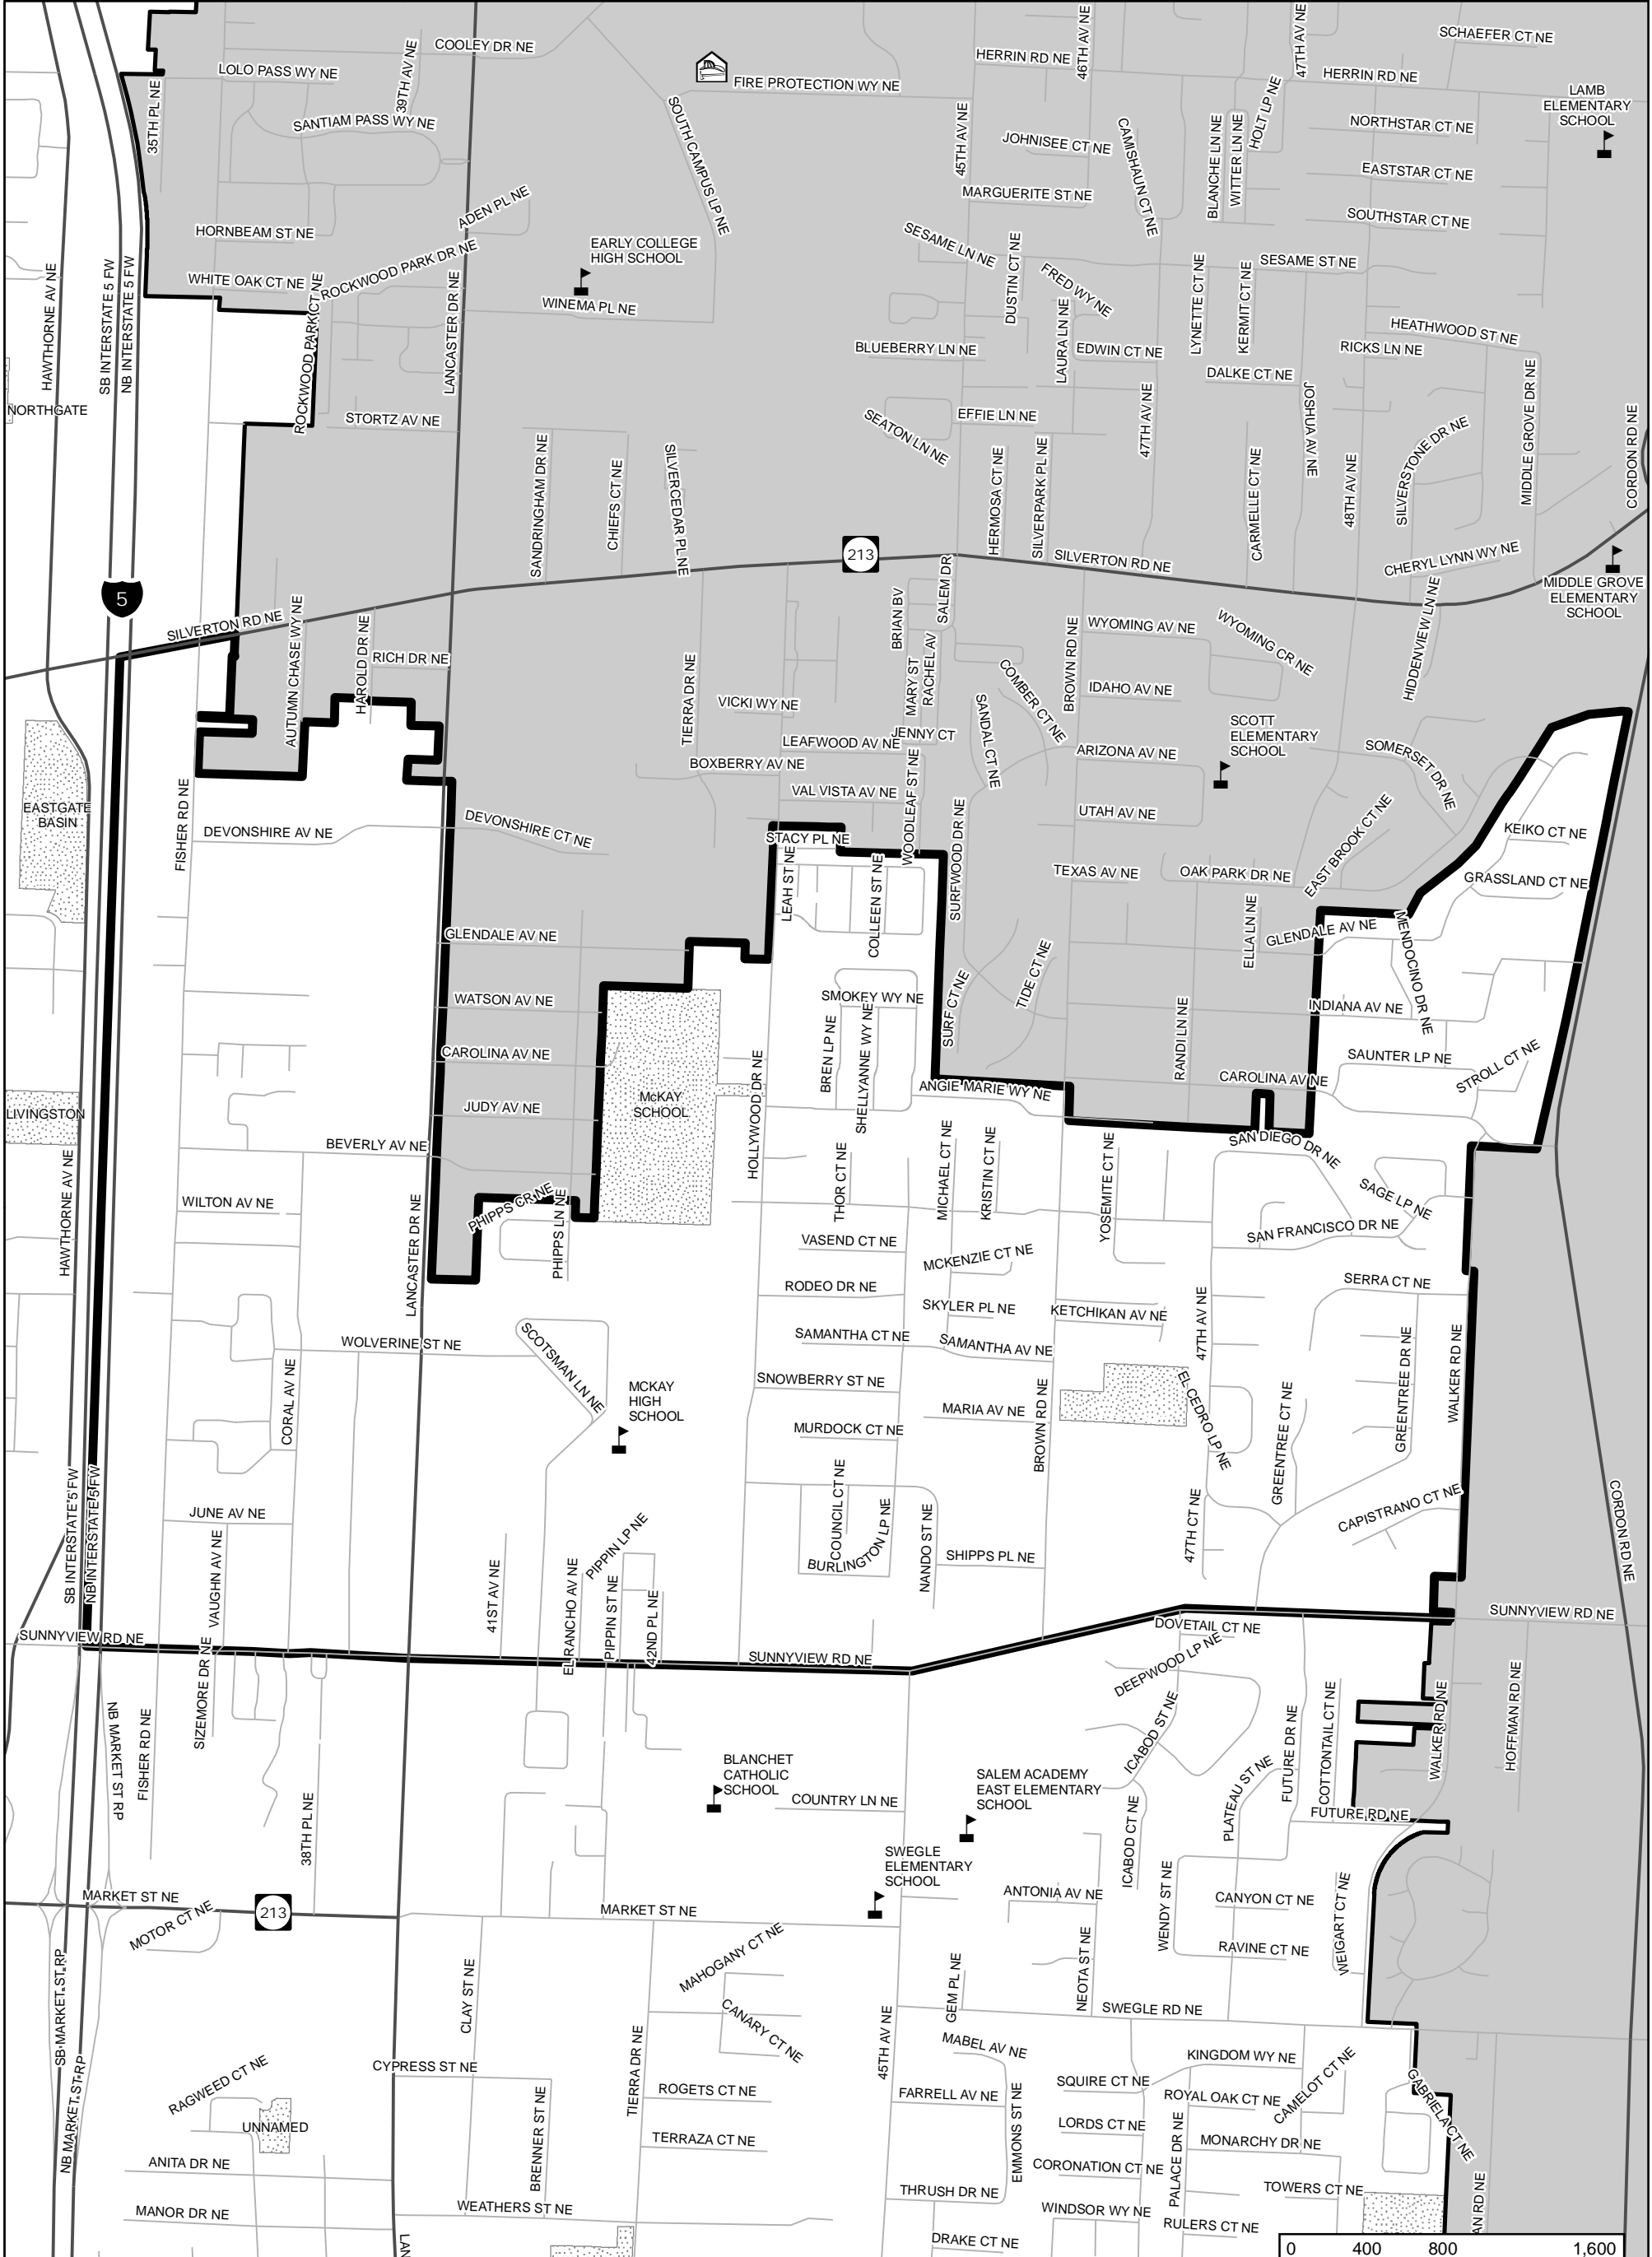 COOLEY DR NE
LOLO PASS WY NE
39TH AV NE
SANTIAM PASS WY NE
35TH PL NE
FIRE PROTECTION WY NE
SOUTH CAMPUS LP NE
HERRIN RD NE
46TH AV NE
47TH AV NE
SCHAEFER CT NE
HERRIN RD NE
LAMB
ELEMENTARY
SCHOOL
NORTHSTAR CT NE
EASTSTAR CT NE
SOUTHSTAR CT NE
HOLT LP NE
WITTER LN NE
BLANCHE LN NE
CAMISHAUN CT NE
JOHNISEE CT NE
45TH AV NE
MARGUERITE ST NE
SESAME LN NE
SESAME ST NE
DUSTIN CT NE
FRED WY NE
LAURA LN NE
LYNETTE CT NE
KERMIT CT NE
HEATHWOOD ST NE
RICKS LN NE
BLUEBERRY LN NE
EDWIN CT NE
DALKE CT NE
JOSHUA AV NE
47TH AV NE
EFFIE LN NE
SEATON LN NE
HERMOSA CT NE
SILVERPARK PL NE
CARMELLE CT NE
48TH AV NE
SILVERSTONE DR NE
MIDDLE GROVE DR NE
CORDON RD NE
CHERYL LYNN WY NE
MIDDLE GROVE
ELEMENTARY
SCHOOL
HORNBEAM ST NE
ADEN PL NE
WHITE OAK CT NE
ROCKWOOD PARK DR NE
ROCKWOOD PARK CT NE
LANCASTER DR NE
EARLY COLLEGE
HIGH SCHOOL
WINEMA PL NE
HAWTHORNE AV NE
SB INTERSTATE 5 FW
NB INTERSTATE 5 FW
NORTHGATE
STORTZ AV NE
SANDRINGHAM DR NE
CHIEFS CT NE
SILVERCEDAR PL NE
213
SILVERTON RD NE
5
SILVERTON RD NE
AUTUMN CHASE WY NE
HAROLD DR NE
RICH DR NE
TIERRA DR NE
BRIAN BV
SALEM DR
MARY ST
RACHEL AV
VICKI WY NE
LEAFWOOD AV NE
JENNY CT
BOXBERRY AV NE
VAL VISTA AV NE
WOODLEAF ST NE
SANDAL CT NE
COMBER CT NE
BROWN RD NE
WYOMING AV NE
WYOMING CR NE
IDAHO AV NE
ARIZONA AV NE
SCOTT
ELEMENTARY
SCHOOL
HIDDENVIEW LN NE
SOMERSET DR NE
UTAH AV NE
TEXAS AV NE
OAK PARK DR NE
EAST BROOK CT NE
KEIKO CT NE
GRASSLAND CT NE
EASTGATE
BASIN
FISHER RD NE
DEVONSHIRE AV NE
DEVONSHIRE CT NE
STACY PL NE
LEAH ST NE
COLLEEN ST NE
SURFWOOD DR NE
ELLA LN NE
GLENDALE AV NE
MENDOCINO DR NE
GLENDALE AV NE
WATSON AV NE
CAROLINA AV NE
JUDY AV NE
SMOKEY WY NE
BREN LP NE
SHELLYANNE WY NE
SURF CT NE
TIDE CT NE
RANDI LN NE
INDIANA AV NE
SAUNTER LP NE
STROLL CT NE
CAROLINA AV NE
ANGIE MARIE WY NE
McKAY
SCHOOL
HOLLYWOOD DR NE
LIVINGSTON
HAWTHORNE AV NE
BEVERLY AV NE
WILTON AV NE
LANCASTER DR NE
PHIPPS CR NE
PHIPPS LN NE
THOR CT NE
MICHAEL CT NE
KRISTIN CT NE
YOSEMITE CT NE
SAN DIEGO DR NE
SAGE LP NE
SAN FRANCISCO DR NE
VASEND CT NE
MCKENZIE CT NE
RODEO DR NE
SERRA CT NE
SKYLER PL NE
KETCHIKAN AV NE
47TH AV NE
SAMANTHA CT NE
SAMANTHA AV NE
WOLVERINE ST NE
SCOTSMAN LN NE
CORAL AV NE
SNOWBERRY ST NE
MARIA AV NE
MCKAY
HIGH
SCHOOL
MURDOCK CT NE
BROWN RD NE
EL CEDRO LP NE
GREENTREE CT NE
GREENTREE DR NE
WALKER RD NE
COUNCIL CT NE
BURLINGTON LP NE
NANDO ST NE
SHIPPS PL NE
47TH CT NE
CAPISTRANO CT NE
CORDON RD NE
SB INTERSTATE 5 FW
NB INTERSTATE 5 FW
JUNE AV NE
VAUGHN AV NE
41ST AV NE
EL RANCHO AV NE
PIPPIN LP NE
PIPPIN ST NE
42ND PL NE
SUNNYVIEW RD NE
SUNNYVIEW RD NE
SUNNYVIEW RD NE
DOVETAIL CT NE
DEEPWOOD LP NE
SIZEMORE DR NE
FISHER RD NE
NB MARKET ST RP
38TH PL NE
ICABOD ST NE
FUTURE DR NE
COTTONTAIL CT NE
WALKER RD NE
HOFFMAN RD NE
BLANCHET
CATHOLIC
SCHOOL
COUNTRY LN NE
SALEM ACADEMY
EAST ELEMENTARY
SCHOOL
PLATEAU ST NE
FUTURE RD NE
ICABOD CT NE
SWEGLE
ELEMENTARY
SCHOOL
ANTONIA AV NE
WENDY ST NE
CANYON CT NE
WEIGART CT NE
RAVINE CT NE
MARKET ST NE
213
MOTOR CT NE
MARKET ST NE
MAHOGANY CT NE
CANARY CT NE
CLAY ST NE
GEM PL NE
NEOTA ST NE
SWEGLE RD NE
SB MARKET ST RP
NB MARKET ST RP
45TH AV NE
MABEL AV NE
KINGDOM WY NE
CAMELOT CT NE
GABRIELA CT NE
CYPRESS ST NE
TIERRA DR NE
ROGETS CT NE
FARRELL AV NE
SQUIRE CT NE
ROYAL OAK CT NE
RAGWEED CT NE
UNNAMED
BRENNER ST NE
TERRAZA CT NE
EMMONS ST NE
LORDS CT NE
PALACE DR NE
MONARCHY DR NE
CORONATION CT NE
ANITA DR NE
THRUSH DR NE
TOWERS CT NE
MANOR DR NE
WEATHERS ST NE
WINDSOR WY NE
RULERS CT NE
DRAKE CT NE
LAN
AN RD NE
0 400 800 1,600